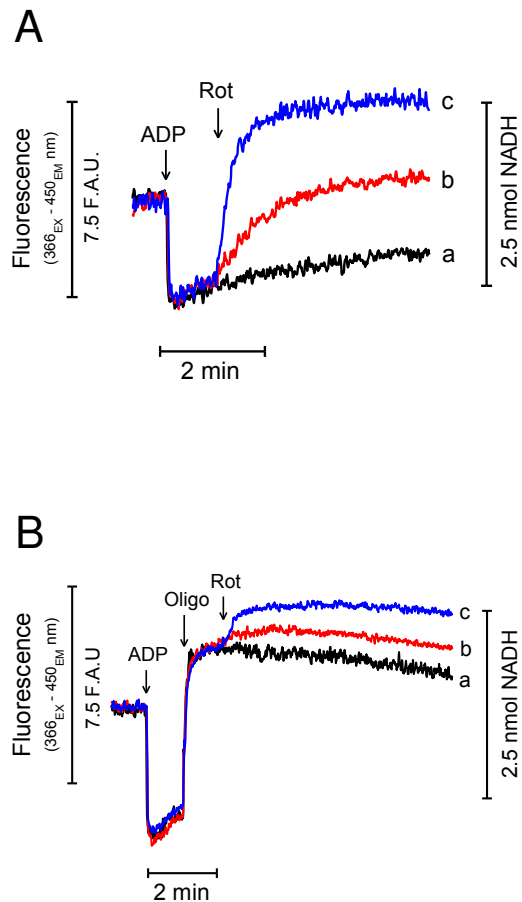 A
Rot
ADP
c
b
a
Fluorescence
(366EX - 450EM nm)
7.5 F.A.U.
2.5 nmol NADH
2 min
B
Rot
Oligo
ADP
c
b
a
Fluorescence
(366EX - 450EM nm)
7.5 F.A.U
2.5 nmol NADH
2 min